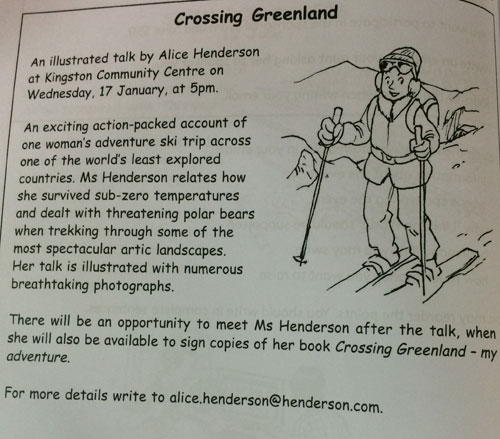 Crossing Greenland
An illustrated talk by Alice Henderson
at Kingston Community Centre on
Wednesday, 17 January, at 5pm.
An exciting action-packed account of
one woman's adventure ski trip across
one of the world's least explored
countries. Ms Henderson relates how
she survived sub-zero temperatures
and dealt with threatening polar bears
when trekking through some of the
most spectacular artic landscapes.
Her talk is illustrated with numerous
breathtaking photographs.
There will be an opportunity to meet Ms Henderson after the talk, when
she will also be available to sign copies of her book Crossing Greenland – my
adventure.
For more details write to alice.henderson@henderson.com.